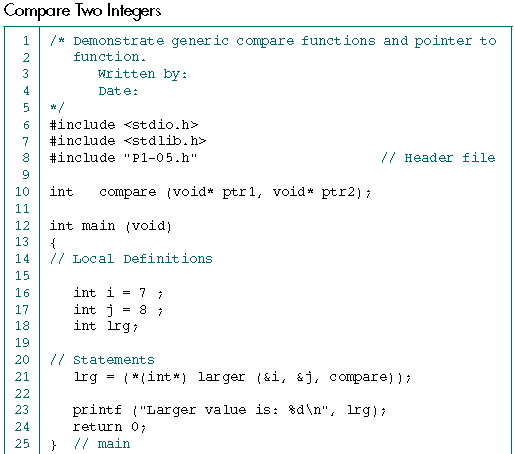 Compare Two Integers
1 /* Demonstrate generic compare functions and pointer to
2 function.
3 Written by:
4 Date:
5 */
6 #include <stdio.h>
7 #include <stdlib.h>
8 #include "P1-05.h" // Header file
9
10 int compare (void* ptr1, void* ptr2);
11
12 int main (void)
13 {
14 // Local Definitions
15
16 int i = 7 ;
17 int j = 8 ;
18 int lrg;
19
20 // Statements
21 lrg = (*(int*) larger (&i, &j, compare));
22
23 printf ("Larger value is: %d\n", lrg);
24 return 0;
25 } // main